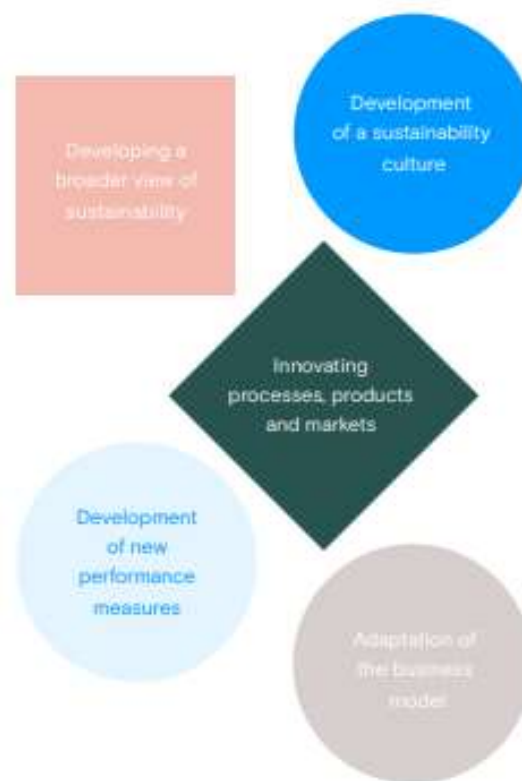 Development
of a sustainability
culture
Developing a
broader view of
sustainability
Innovating
processes, products
and markets
Development
of new
performance
measures
Adaptation of
the business
model